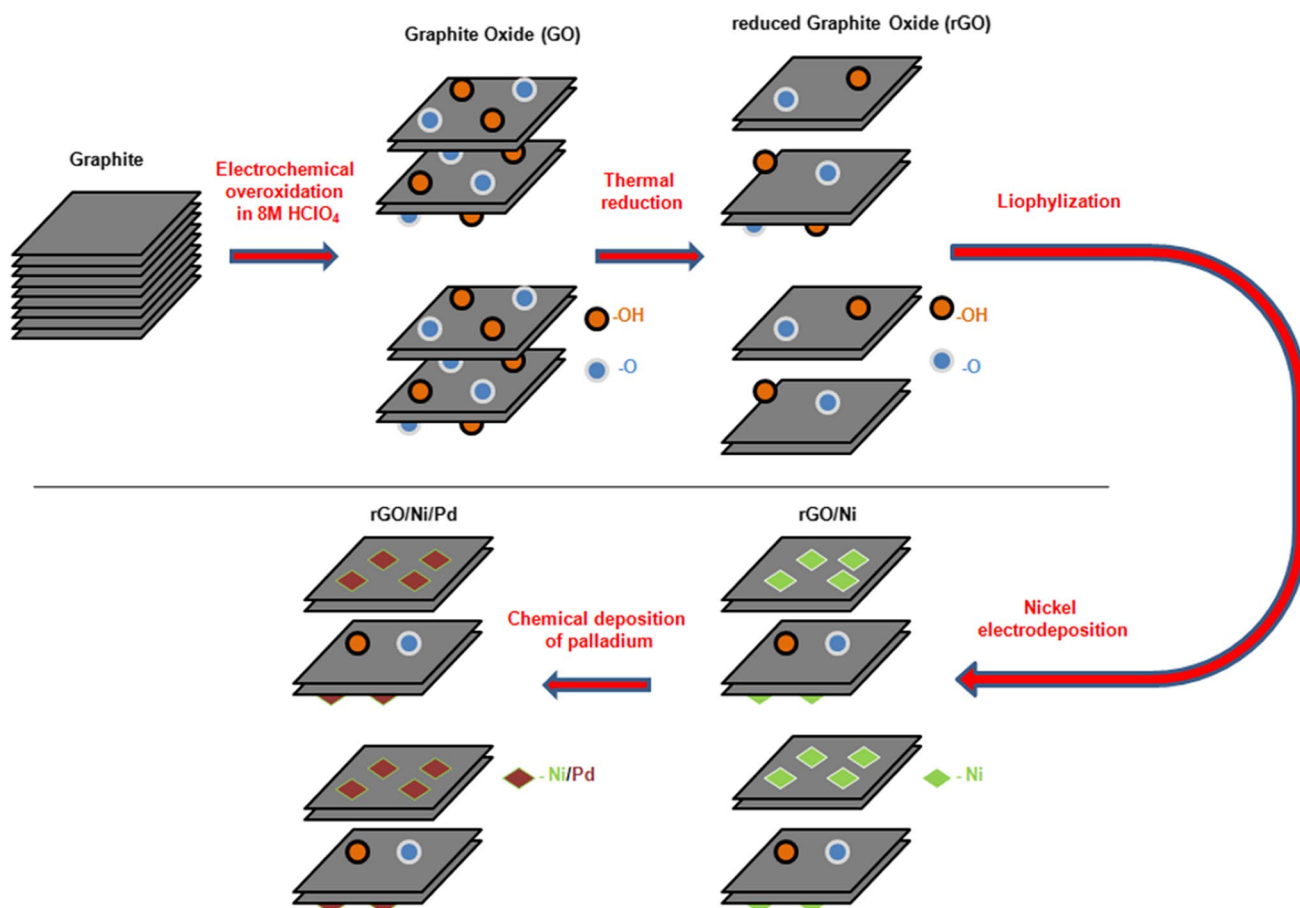 Graphite
Electrochemical
overoxidation
in 8M HClO₄
Graphite Oxide (GO)
-OH
-O
Thermal
reduction
reduced Graphite Oxide (rGO)
-OH
-O
Liophylization
Nickel
electrodeposition
rGO/Ni
- Ni
Chemical deposition
of palladium
rGO/Ni/Pd
- Ni/Pd